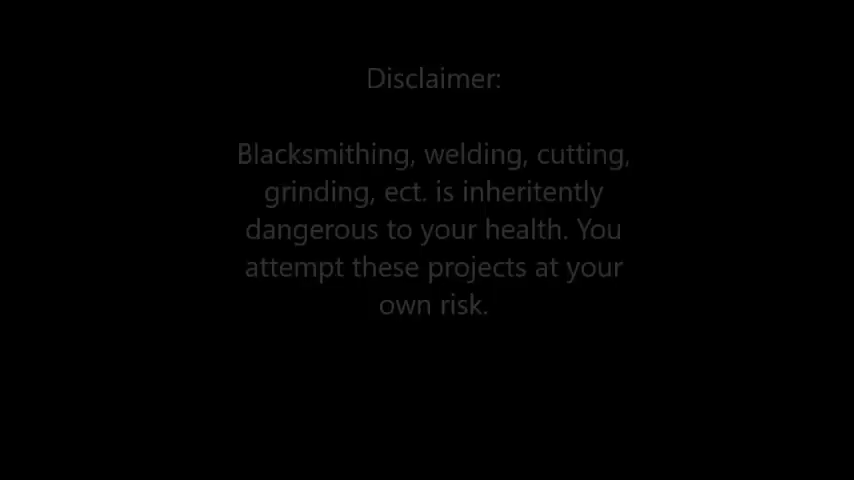 Disclaimer:
Blacksmithing, welding, cutting,
grinding, ect. is inheritently
dangerous to your health. You
attempt these projects at your
own risk.